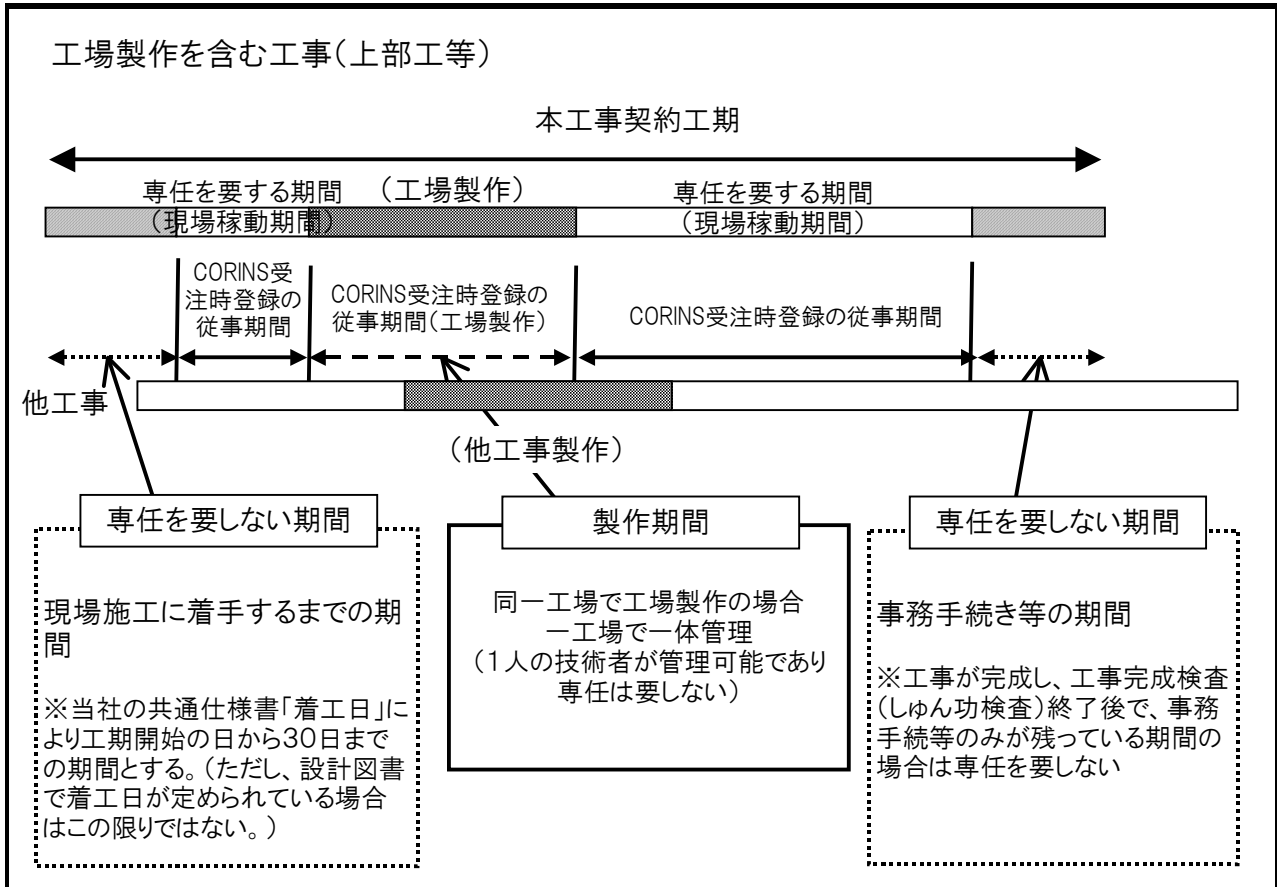 工場製作を含む工事（上部工等）
本工事契約工期
専任を要する期間
（現場稼動期間）
（工場製作）
専任を要する期間
（現場稼動期間）
CORINS受
注時登録の
従事期間
CORINS受注時登録の
従事期間（工場製作）
CORINS受注時登録の従事期間
他工事
（他工事製作）
専任を要しない期間
現場施工に着手するまでの期
間
※当社の共通仕様書「着工日」に
より工期開始の日から３０日まで
の期間とする。（ただし、設計図書
で着工日が定められている場合
はこの限りではない。）
製作期間
同一工場で工場製作の場合
一工場で一体管理
（１人の技術者が管理可能であり
専任は要しない）
専任を要しない期間
事務手続き等の期間
※工事が完成し、工事完成検査
（しゅん功検査）終了後で、事務
手続等のみが残っている期間の
場合は専任を要しない